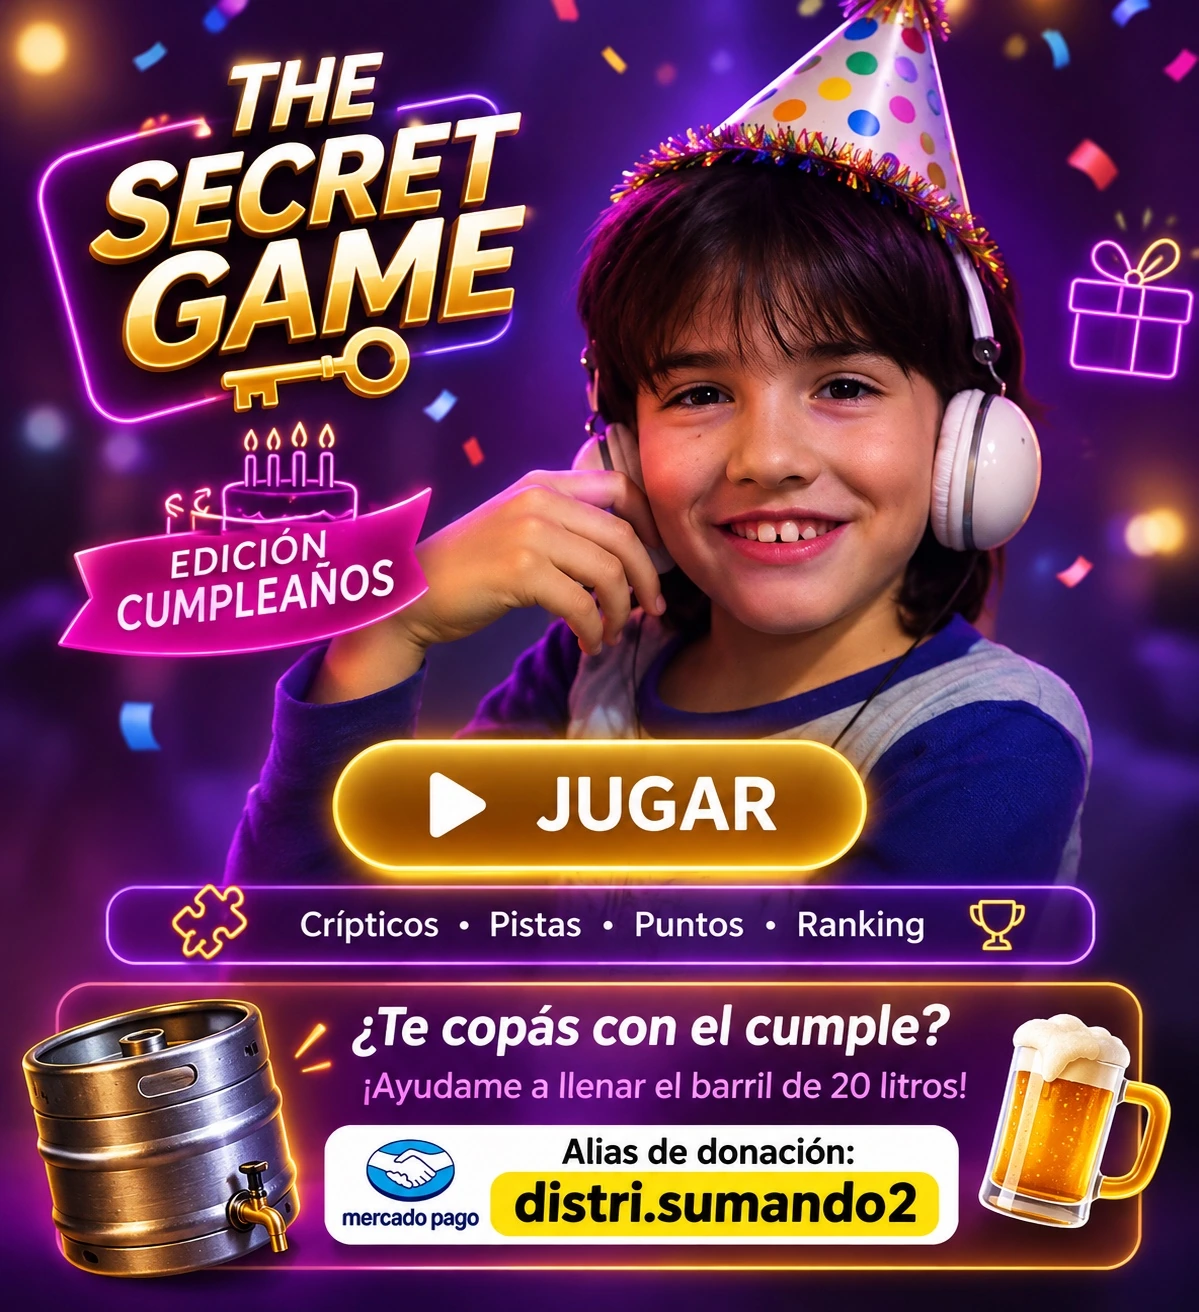 THE
SECRET
GAME
EDICIÓN
CUMPLEAÑOS
JUGAR
Crípticos • Pistas • Puntos • Ranking
¿Te copás con el cumple?
¡Ayudame a llenar el barril de 20 litros!
Alias de donación:
mercado pago
distri.sumando2